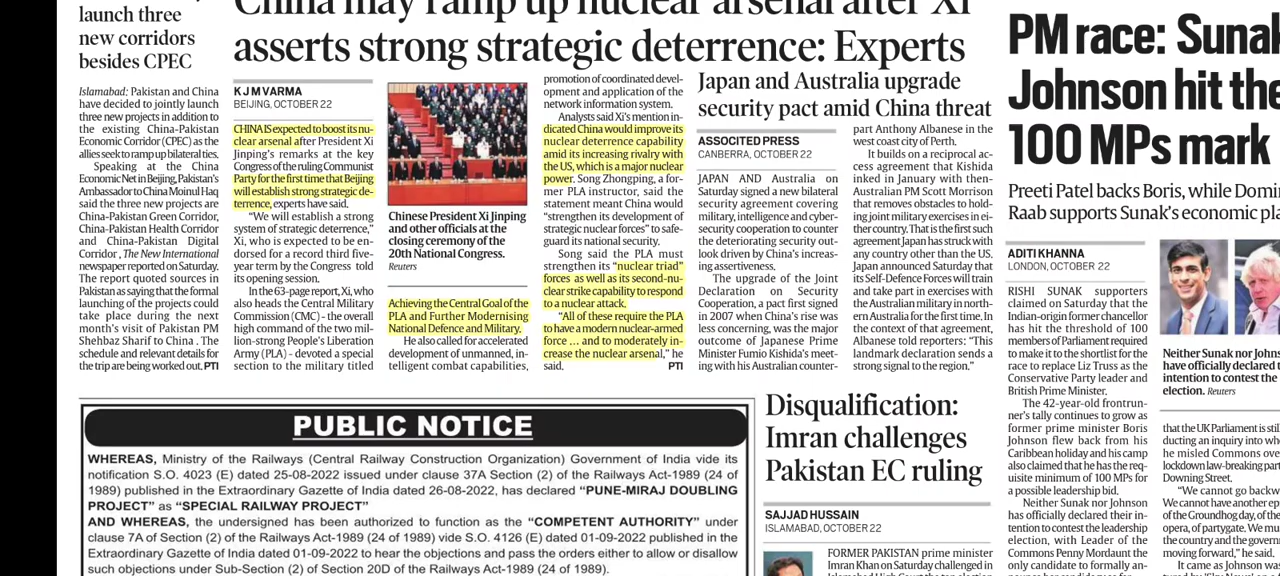 launch three
new corridors
besides CPEC
Islamabad: Pakistan and China
have decided to jointly launch
three new projects in addition to
the existing China-Pakistan
Economic Corridor (CPEC) as the
allies seek to ramp up bilateral ties.
Speaking at the China
Economic Net in Beijing, Pakistan's
Ambassador to China Moinul Haq
said the three new projects are
China-Pakistan Green Corridor,
China-Pakistan Health Corridor
and China-Pakistan Digital
Corridor , The New International
newspaper reported on Saturday.
The report quoted sources in
Pakistan as saying that the formal
launching of the projects could
take place during the next
month's visit of Pakistan PM
Shehbaz Sharif to China . The
schedule and relevant details for
the trip are being worked out. PTI
China may ramp up nuclear arsenal after Xi
asserts strong strategic deterrence: Experts
K J M VARMA
BEIJING, OCTOBER 22
CHINA IS expected to boost its nu-
clear arsenal after President Xi
Jinping's remarks at the key
Congress of the ruling Communist
Party for the first time that Beijing
will establish strong strategic de-
terrence, experts have said.
"We will establish a strong
system of strategic deterrence,"
Xi, who is expected to be en-
dorsed for a record third five-
year term by the Congress told
its opening session.
In the 63-page report, Xi, who
also heads the Central Military
Commission (CMC) - the overall
high command of the two mil-
lion-strong People's Liberation
Army (PLA) - devoted a special
section to the military titled
Chinese President Xi Jinping
and other officials at the
closing ceremony of the
20th National Congress.
Reuters
Achieving the Central Goal of the
PLA and Further Modernising
National Defence and Military.
He also called for accelerated
development of unmanned, in-
telligent combat capabilities,
promotion of coordinated devel-
opment and application of the
network information system.
Analysts said Xi's mention in-
dicated China would improve its
nuclear deterrence capability
amid its increasing rivalry with
the US, which is a major nuclear
power. Song Zhongping, a for-
mer PLA instructor, said the
statement meant China would
"strengthen its development of
strategic nuclear forces" to safe-
guard its national security.
Song said the PLA must
strengthen its "nuclear triad"
forces as well as its second-nu-
clear strike capability to respond
to a nuclear attack.
"All of these require the PLA
to have a modern nuclear-armed
force ... and to moderately in-
crease the nuclear arsenal," he
said. PTI
Japan and Australia upgrade
security pact amid China threat
ASSOCITED PRESS
CANBERRA, OCTOBER 22
JAPAN AND Australia on
Saturday signed a new bilateral
security agreement covering
military, intelligence and cyber-
security cooperation to counter
the deteriorating security out-
look driven by China's increas-
ing assertiveness.
The upgrade of the Joint
Declaration on Security
Cooperation, a pact first signed
in 2007 when China's rise was
less concerning, was the major
outcome of Japanese Prime
Minister Fumio Kishida's meet-
ing with his Australian counter-
part Anthony Albanese in the
west coast city of Perth.
It builds on a reciprocal ac-
cess agreement that Kishida
inked in January with then-
Australian PM Scott Morrison
that removes obstacles to hold-
ing joint military exercises in ei-
ther country. That is the first such
agreement Japan has struck with
any country other than the US.
Japan announced Saturday that
its Self-Defence Forces will train
and take part in exercises with
the Australian military in north-
ern Australia for the first time. In
the context of that agreement,
Albanese told reporters: "This
landmark declaration sends a
strong signal to the region."
PM race: Sunak
Johnson hit the
100 MPs mark
Preeti Patel backs Boris, while Domin
Raab supports Sunak's economic pla
ADITI KHANNA
LONDON, OCTOBER 22
RISHI SUNAK supporters
claimed on Saturday that the
Indian-origin former chancellor
has hit the threshold of 100
members of Parliament required
to make it to the shortlist for the
race to replace Liz Truss as the
Conservative Party leader and
British Prime Minister.
The 42-year-old frontrun-
ner's tally continues to grow as
former prime minister Boris
Johnson flew back from his
Caribbean holiday and his camp
also claimed that he has the req-
uisite minimum of 100 MPs for
a possible leadership bid.
Neither Sunak nor Johnson
has officially declared their in-
tention to contest the leadership
election, with Leader of the
Commons Penny Mordaunt the
only candidate to formally an-
Neither Sunak nor Johns
have officially declared t
intention to contest the
election. Reuters
that the UK Parliament is stil
ducting an inquiry into whe
he misled Commons ove
lockdown law-breaking part
Downing Street.
"We cannot go backw
We cannot have another ep
of the Groundhog day, of the
opera, of partygate. We mu
the country and the govern
moving forward," he said.
It came as Johnson wa
PUBLIC NOTICE
WHEREAS, Ministry of the Railways (Central Railway Construction Organization) Government of India vide its
notification S.O. 4023 (E) dated 25-08-2022 issued under clause 37A Section (2) of the Railways Act-1989 (24 of
1989) published in the Extraordinary Gazette of India dated 26-08-2022, has declared "PUNE-MIRAJ DOUBLING
PROJECT" as "SPECIAL RAILWAY PROJECT"
AND WHEREAS, the undersigned has been authorized to function as the "COMPETENT AUTHORITY" under
clause 7A of Section (2) of the Railways Act-1989 (24 of 1989) vide S.O. 4126 (E) dated 01-09-2022 published in the
Extraordinary Gazette of India dated 01-09-2022 to hear the objections and pass the orders either to allow or disallow
such objections under Sub-Section (2) of Section 20D of the Railways Act-1989 (24 of 1989).
Disqualification:
Imran challenges
Pakistan EC ruling
SAJJAD HUSSAIN
ISLAMABAD, OCTOBER 22
FORMER PAKISTAN prime minister
Imran Khan on Saturday challenged in